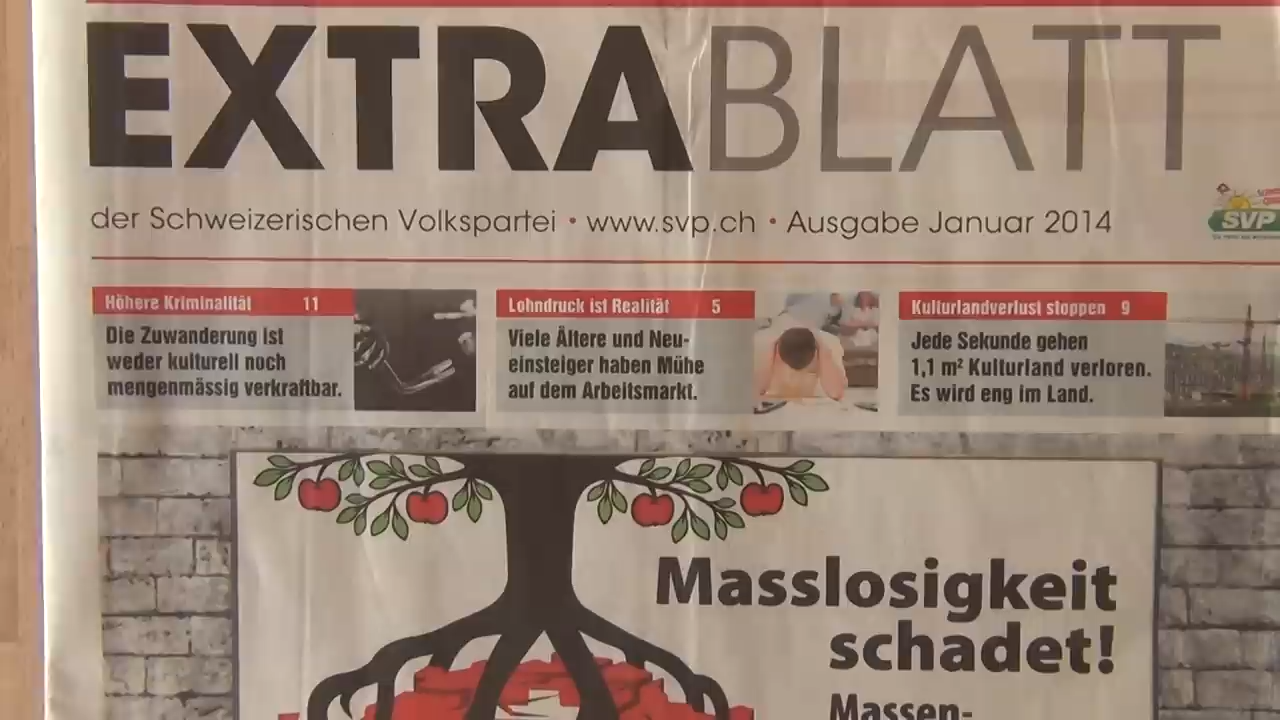 EXTRABLATT
der Schweizerischen Volkspartei • www.svp.ch • Ausgabe Januar 2014
SVP
Höhere Kriminalität 11
Die Zuwanderung ist
weder kulturell noch
mengenmässig verkraftbar.
Lohndruck ist Realität 5
Viele Ältere und Neu-
einsteiger haben Mühe
auf dem Arbeitsmarkt.
Kulturlandverlust stoppen 9
Jede Sekunde gehen
1,1 m² Kulturland verloren.
Es wird eng im Land.
Masslosigkeit
schadet!
Massen-